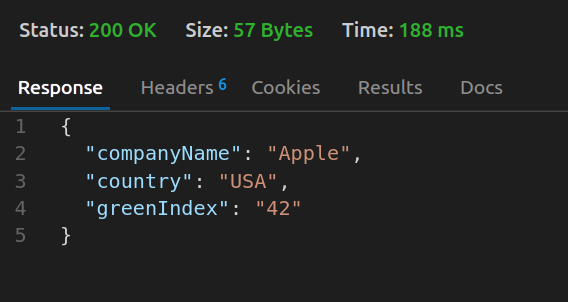 Status: 200 OK Size: 57 Bytes Time: 188 ms
Response Headers 6 Cookies Results Docs
1 {
2 "companyName": "Apple",
3 "country": "USA",
4 "greenIndex": "42"
5 }